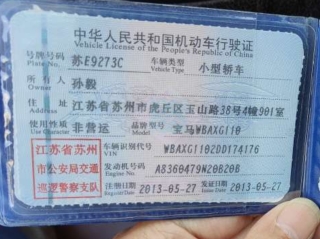 中华人民共和国机动车行驶证
Vehicle License of the People's Republic of China
号牌号码 苏E9273C 车辆类型 小型轿车
Plate No. Vehicle Type
所有人 孙毅
Owner
住址 江苏省苏州市虎丘区玉山路38号4幢901室
Address
使用性质 非营运 品牌型号 宝马WBAXG110
Use Character Model
江苏省苏州市公安局交通巡逻警察支队
车辆识别代号 WBAXG1102DD174176
VIN
发动机号码 A8360479N20B20B
Engine No.
注册日期 2013-05-27 发证日期 2013-05-27
Register Date Issue Date